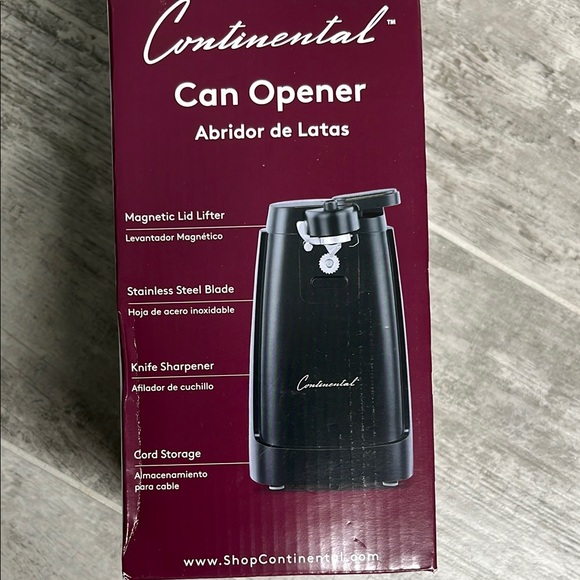 Continental™
Can Opener
Abridor de Latas
Magnetic Lid Lifter
Levantador Magnético
Stainless Steel Blade
Hoja de acero inoxidable
Knife Sharpener
Afilador de cuchillo
Continental
Cord Storage
Almacenamiento
para cable
www.ShopContinental.com